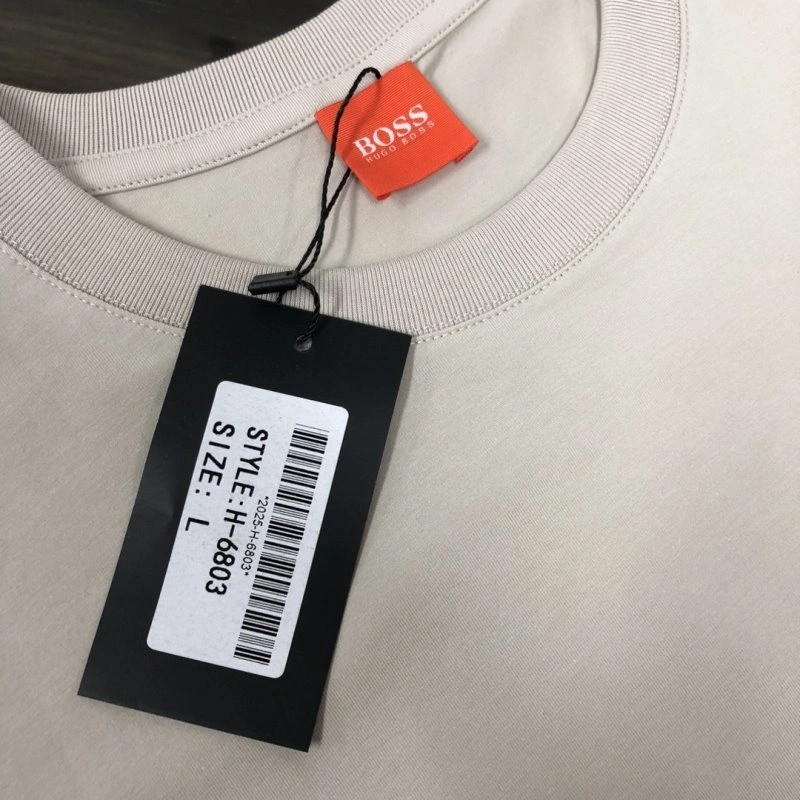 BOSS
HUGO BOSS
*2025-H-6803*
STYLE:H-6803
SIZE: L